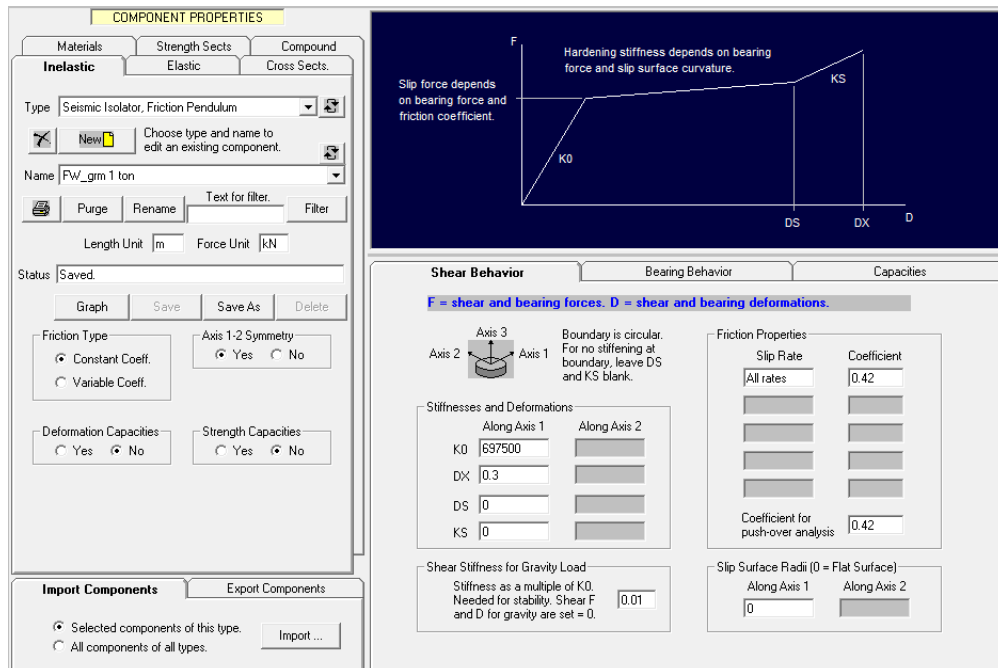 COMPONENT PROPERTIES
Materials
Strength Sects
Compound
Inelastic
Elastic
Cross Sects.
Type
Seismic Isolator, Friction Pendulum
New
Choose type and name to
edit an existing component.
Name
FW_grm 1 ton
Purge
Rename
Text for filter.
Filter
Length Unit
m
Force Unit
kN
Status
Saved.
Graph
Save
Save As
Delete
Friction Type
Constant Coeff.
Variable Coeff.
Axis 1-2 Symmetry
Yes
No
Deformation Capacities
Yes
No
Strength Capacities
Yes
No
Import Components
Export Components
Selected components of this type.
All components of all types.
Import ...
F
Hardening stiffness depends on bearing
force and slip surface curvature.
Slip force depends
on bearing force and
friction coefficient.
KS
K0
DS
DX
D
Shear Behavior
Bearing Behavior
Capacities
F = shear and bearing forces. D = shear and bearing deformations.
Axis 3
Axis 2
Axis 1
Boundary is circular.
For no stiffening at
boundary, leave DS
and KS blank.
Stiffnesses and Deformations
Along Axis 1
Along Axis 2
K0
697500
DX
0.3
DS
0
KS
0
Shear Stiffness for Gravity Load
Stiffness as a multiple of K0.
Needed for stability. Shear F
and D for gravity are set = 0.
0.01
Friction Properties
Slip Rate
Coefficient
All rates
0.42
Coefficient for
push-over analysis
0.42
Slip Surface Radii (0 = Flat Surface)
Along Axis 1
Along Axis 2
0